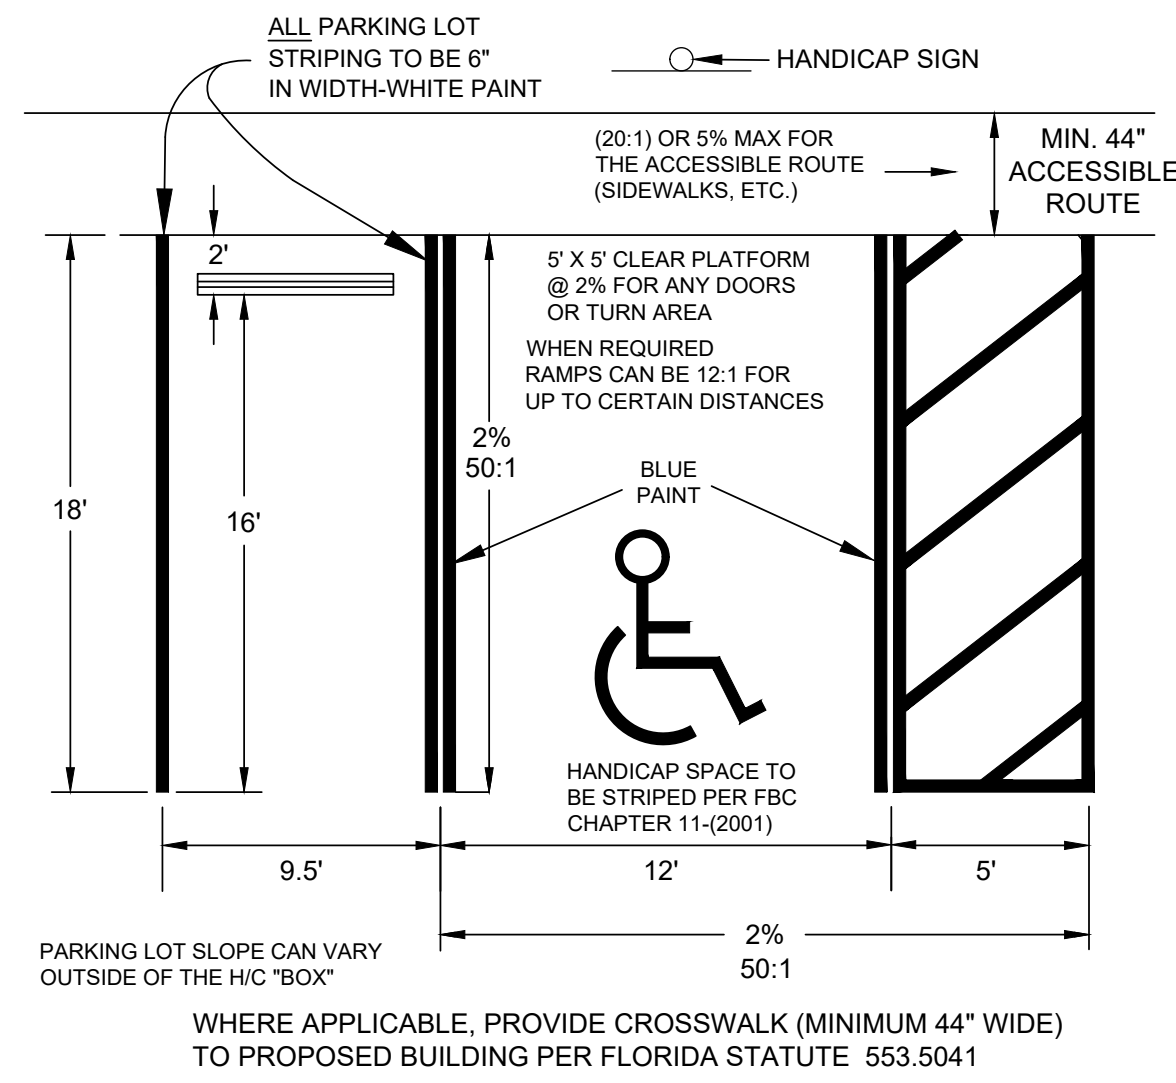 ALL PARKING LOT
STRIPING TO BE 6"
IN WIDTH-WHITE PAINT
HANDICAP SIGN
(20:1) OR 5% MAX FOR
THE ACCESSIBLE ROUTE
(SIDEWALKS, ETC.)
MIN. 44"
ACCESSIBLE
ROUTE
2'
5' X 5' CLEAR PLATFORM
@ 2% FOR ANY DOORS
OR TURN AREA
WHEN REQUIRED
RAMPS CAN BE 12:1 FOR
UP TO CERTAIN DISTANCES
2%
50:1
BLUE
PAINT
18'
16'
HANDICAP SPACE TO
BE STRIPED PER FBC
CHAPTER 11-(2001)
9.5'
12'
5'
2%
50:1
PARKING LOT SLOPE CAN VARY
OUTSIDE OF THE H/C "BOX"
WHERE APPLICABLE, PROVIDE CROSSWALK (MINIMUM 44" WIDE)
TO PROPOSED BUILDING PER FLORIDA STATUTE 553.5041